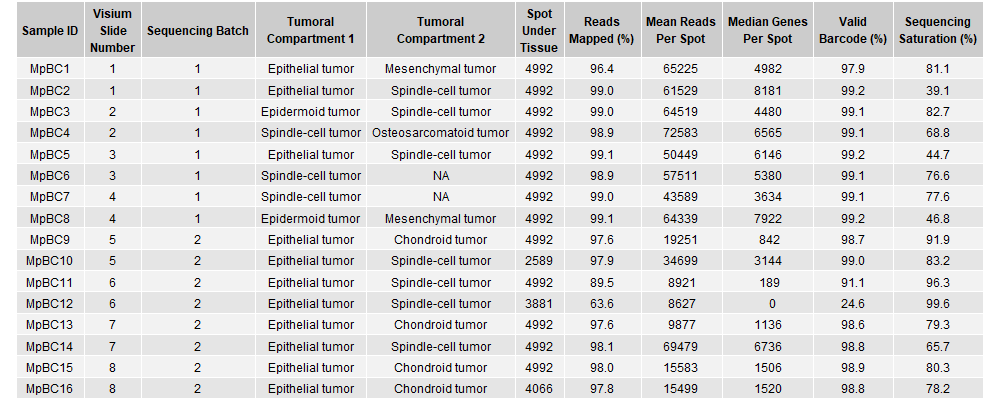 Sample ID Visium Slide Number Sequencing Batch Tumoral Compartment 1 Tumoral Compartment 2 Spot Under Tissue Reads Mapped (%) Mean Reads Per Spot Median Genes Per Spot Valid Barcode (%) Sequencing Saturation (%)
MpBC1 1 1 Epithelial tumor Mesenchymal tumor 4992 96.4 65225 4982 97.9 81.1
MpBC2 1 1 Epithelial tumor Spindle-cell tumor 4992 99.0 61529 8181 99.2 39.1
MpBC3 2 1 Epidermoid tumor Spindle-cell tumor 4992 99.0 64519 4480 99.1 82.7
MpBC4 2 1 Spindle-cell tumor Osteosarcomatoid tumor 4992 98.9 72583 6565 99.1 68.8
MpBC5 3 1 Epithelial tumor Spindle-cell tumor 4992 99.1 50449 6146 99.2 44.7
MpBC6 3 1 Spindle-cell tumor NA 4992 98.9 57511 5380 99.1 76.6
MpBC7 4 1 Spindle-cell tumor NA 4992 99.0 43589 3634 99.1 77.6
MpBC8 4 1 Epidermoid tumor Mesenchymal tumor 4992 99.1 64339 7922 99.2 46.8
MpBC9 5 2 Epithelial tumor Chondroid tumor 4992 97.6 19251 842 98.7 91.9
MpBC10 5 2 Epithelial tumor Spindle-cell tumor 2589 97.9 34699 3144 99.0 83.2
MpBC11 6 2 Epithelial tumor Spindle-cell tumor 4992 89.5 8921 189 91.1 96.3
MpBC12 6 2 Epithelial tumor Spindle-cell tumor 3881 63.6 8627 0 24.6 99.6
MpBC13 7 2 Epithelial tumor Chondroid tumor 4992 97.6 9877 1136 98.6 79.3
MpBC14 7 2 Epithelial tumor Spindle-cell tumor 4992 98.1 69479 6736 98.8 65.7
MpBC15 8 2 Epithelial tumor Chondroid tumor 4992 98.0 15583 1506 98.9 80.3
MpBC16 8 2 Epithelial tumor Chondroid tumor 4066 97.8 15499 1520 98.8 78.2